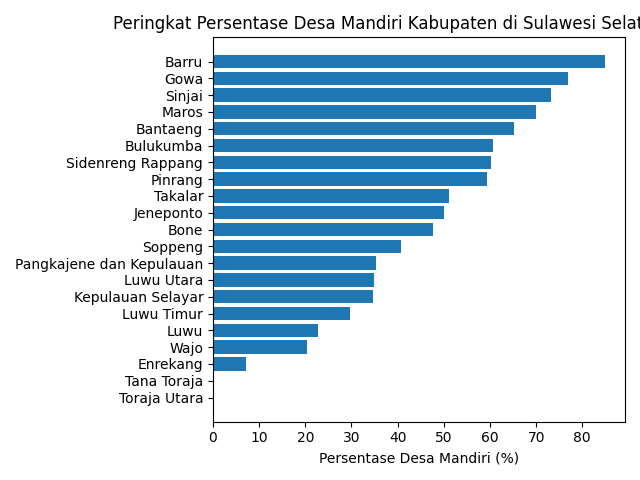 Peringkat Persentase Desa Mandiri Kabupaten di Sulawesi Selat
Barru
Gowa
Sinjai
Maros
Bantaeng
Bulukumba
Sidenreng Rappang
Pinrang
Takalar
Jeneponto
Bone
Soppeng
Pangkajene dan Kepulauan
Luwu Utara
Kepulauan Selayar
Luwu Timur
Luwu
Wajo
Enrekang
Tana Toraja
Toraja Utara
0 10 20 30 40 50 60 70 80
Persentase Desa Mandiri (%)